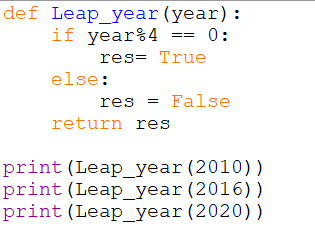 def Leap_year(year):
    if year%4 == 0:
        res= True
    else:
        res = False
    return res

print(Leap_year(2010))
print(Leap_year(2016))
print(Leap_year(2020))